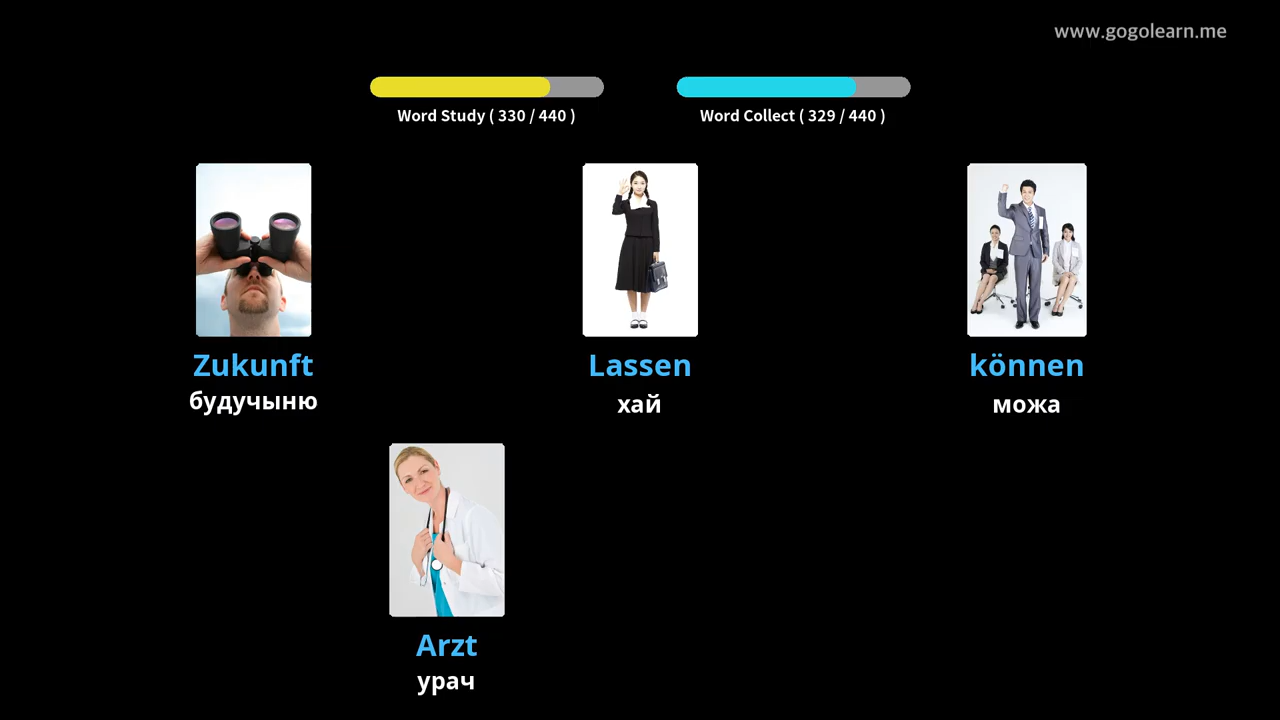 www.gogolearn.me
Word Study ( 330 / 440 )
Word Collect ( 329 / 440 )
Zukunft
будучыню
Lassen
хай
können
можа
Arzt
урач